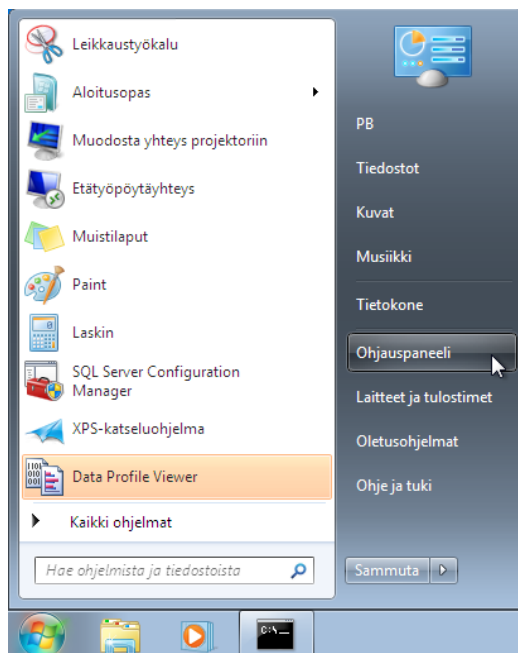 Leikkaustyökalu
Aloitusopas
Muodosta yhteys projektoriin
Etätyöpöytäyhteys
Muistilaput
Paint
Laskin
SQL Server Configuration
Manager
XPS-katseluohjelma
Data Profile Viewer
Kaikki ohjelmat
Hae ohjelmista ja tiedostoista
PB
Tiedostot
Kuvat
Musiikki
Tietokone
Ohjauspaneeli
Laitteet ja tulostimet
Oletusohjelmat
Ohje ja tuki
Sammuta
C:\_